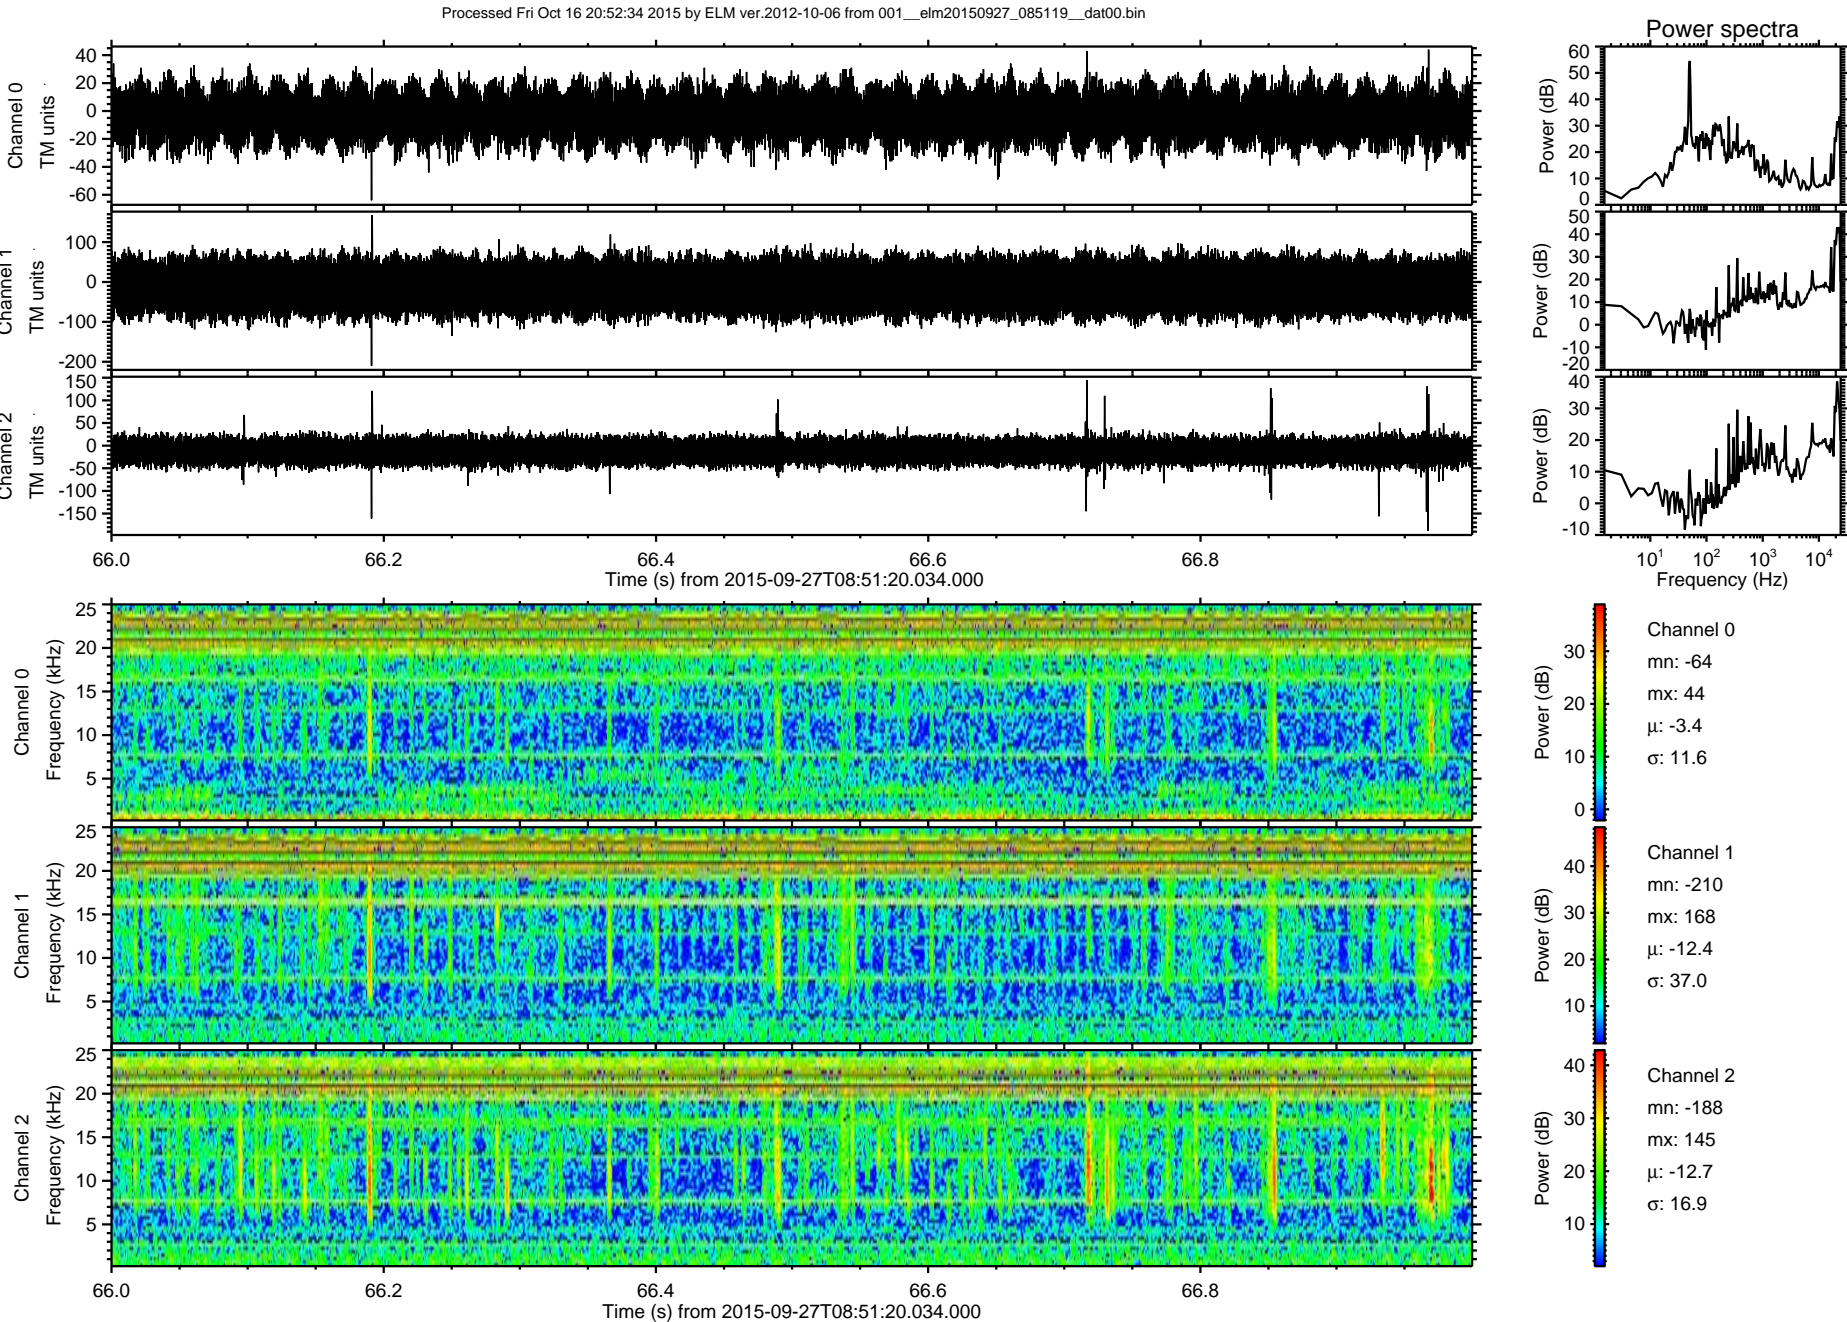 Processed Fri Oct 16 20:52:34 2015 by ELM ver.2012-10-06 from 001__elm20150927_085119__dat00.bin
Power spectra
Channel 0
TM units
40
20
0
-20
-40
-60
Power (dB)
60
50
40
30
20
10
0
Channel 1
TM units
100
0
-100
-200
Power (dB)
50
40
30
20
10
0
-10
-20
Channel 2
TM units
150
100
50
0
-50
-100
-150
Power (dB)
40
30
20
10
0
-10
66.0 66.2 66.4 66.6 66.8
Time (s) from 2015-09-27T08:51:20.034.000
10^1 10^2 10^3 10^4
Frequency (Hz)
Channel 0
Frequency (kHz)
25
20
15
10
5
Power (dB)
30
20
10
0
Channel 0
mn: -64
mx: 44
μ: -3.4
σ: 11.6
Channel 1
Frequency (kHz)
25
20
15
10
5
Power (dB)
40
30
20
10
Channel 1
mn: -210
mx: 168
μ: -12.4
σ: 37.0
Channel 2
Frequency (kHz)
25
20
15
10
5
Power (dB)
40
30
20
10
Channel 2
mn: -188
mx: 145
μ: -12.7
σ: 16.9
66.0 66.2 66.4 66.6 66.8
Time (s) from 2015-09-27T08:51:20.034.000